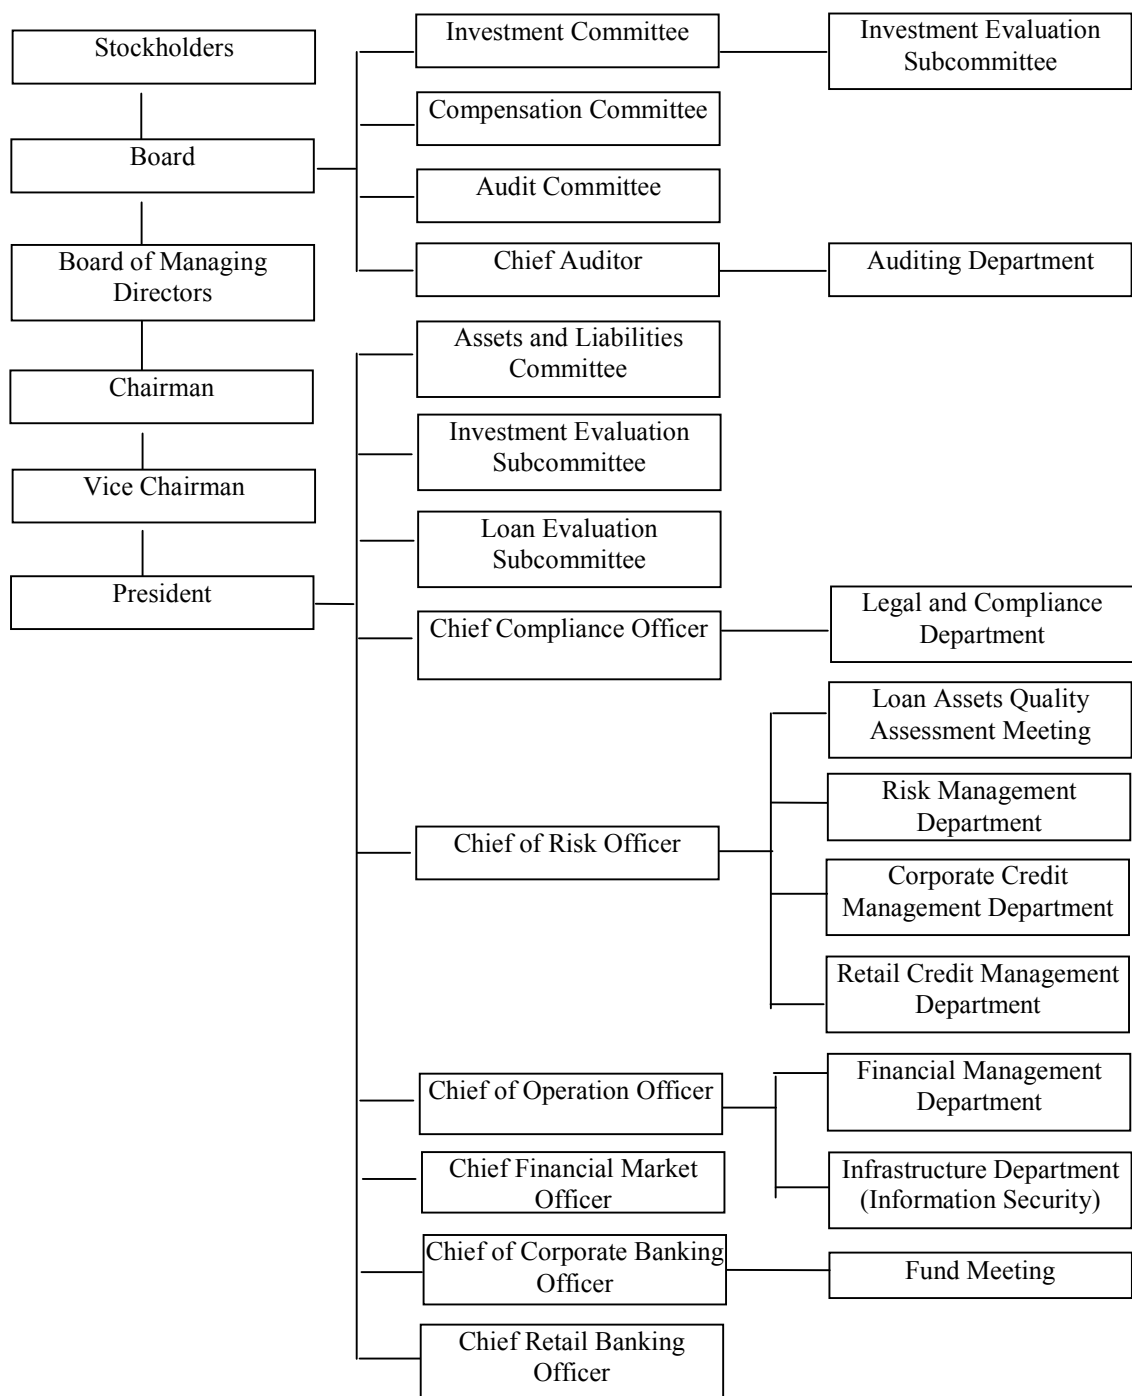 Stockholders
Board
Board of Managing
Directors
Chairman
Vice Chairman
President
Investment Committee
Investment Evaluation
Subcommittee
Compensation Committee
Audit Committee
Chief Auditor
Auditing Department
Assets and Liabilities
Committee
Investment Evaluation
Subcommittee
Loan Evaluation
Subcommittee
Chief Compliance Officer
Legal and Compliance
Department
Chief of Risk Officer
Loan Assets Quality
Assessment Meeting
Risk Management
Department
Corporate Credit
Management Department
Retail Credit Management
Department
Chief of Operation Officer
Financial Management
Department
Infrastructure Department
(Information Security)
Chief Financial Market
Officer
Chief of Corporate Banking
Officer
Fund Meeting
Chief Retail Banking
Officer